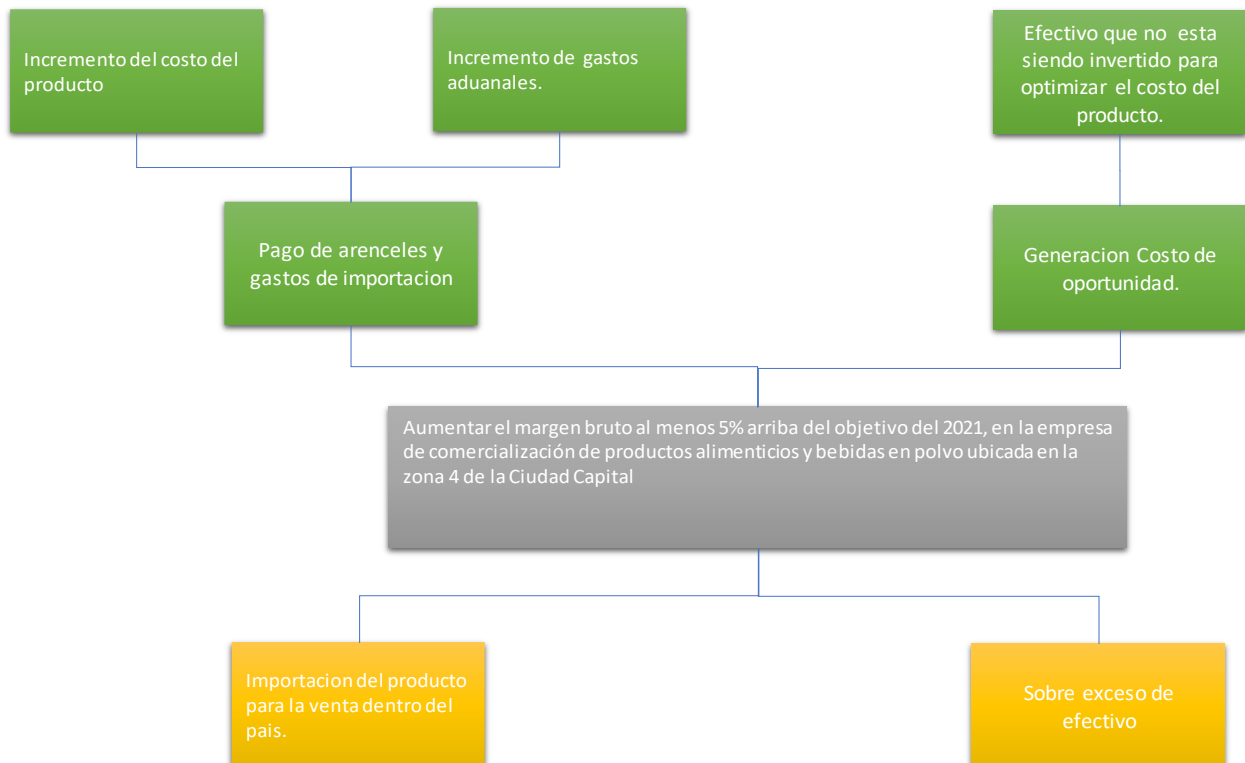 Incremento del costo del
producto
Incremento de gastos
aduanales.
Efectivo que no esta
siendo invertido para
optimizar el costo del
producto.
Pago de arenceles y
gastos de importacion
Generacion Costo de
oportunidad.
Aumentar el margen bruto al menos 5% arriba del objetivo del 2021, en la empresa
de comercialización de productos alimenticios y bebidas en polvo ubicada en la
zona 4 de la Ciudad Capital
Importacion del producto
para la venta dentro del
pais.
Sobre exceso de
efectivo